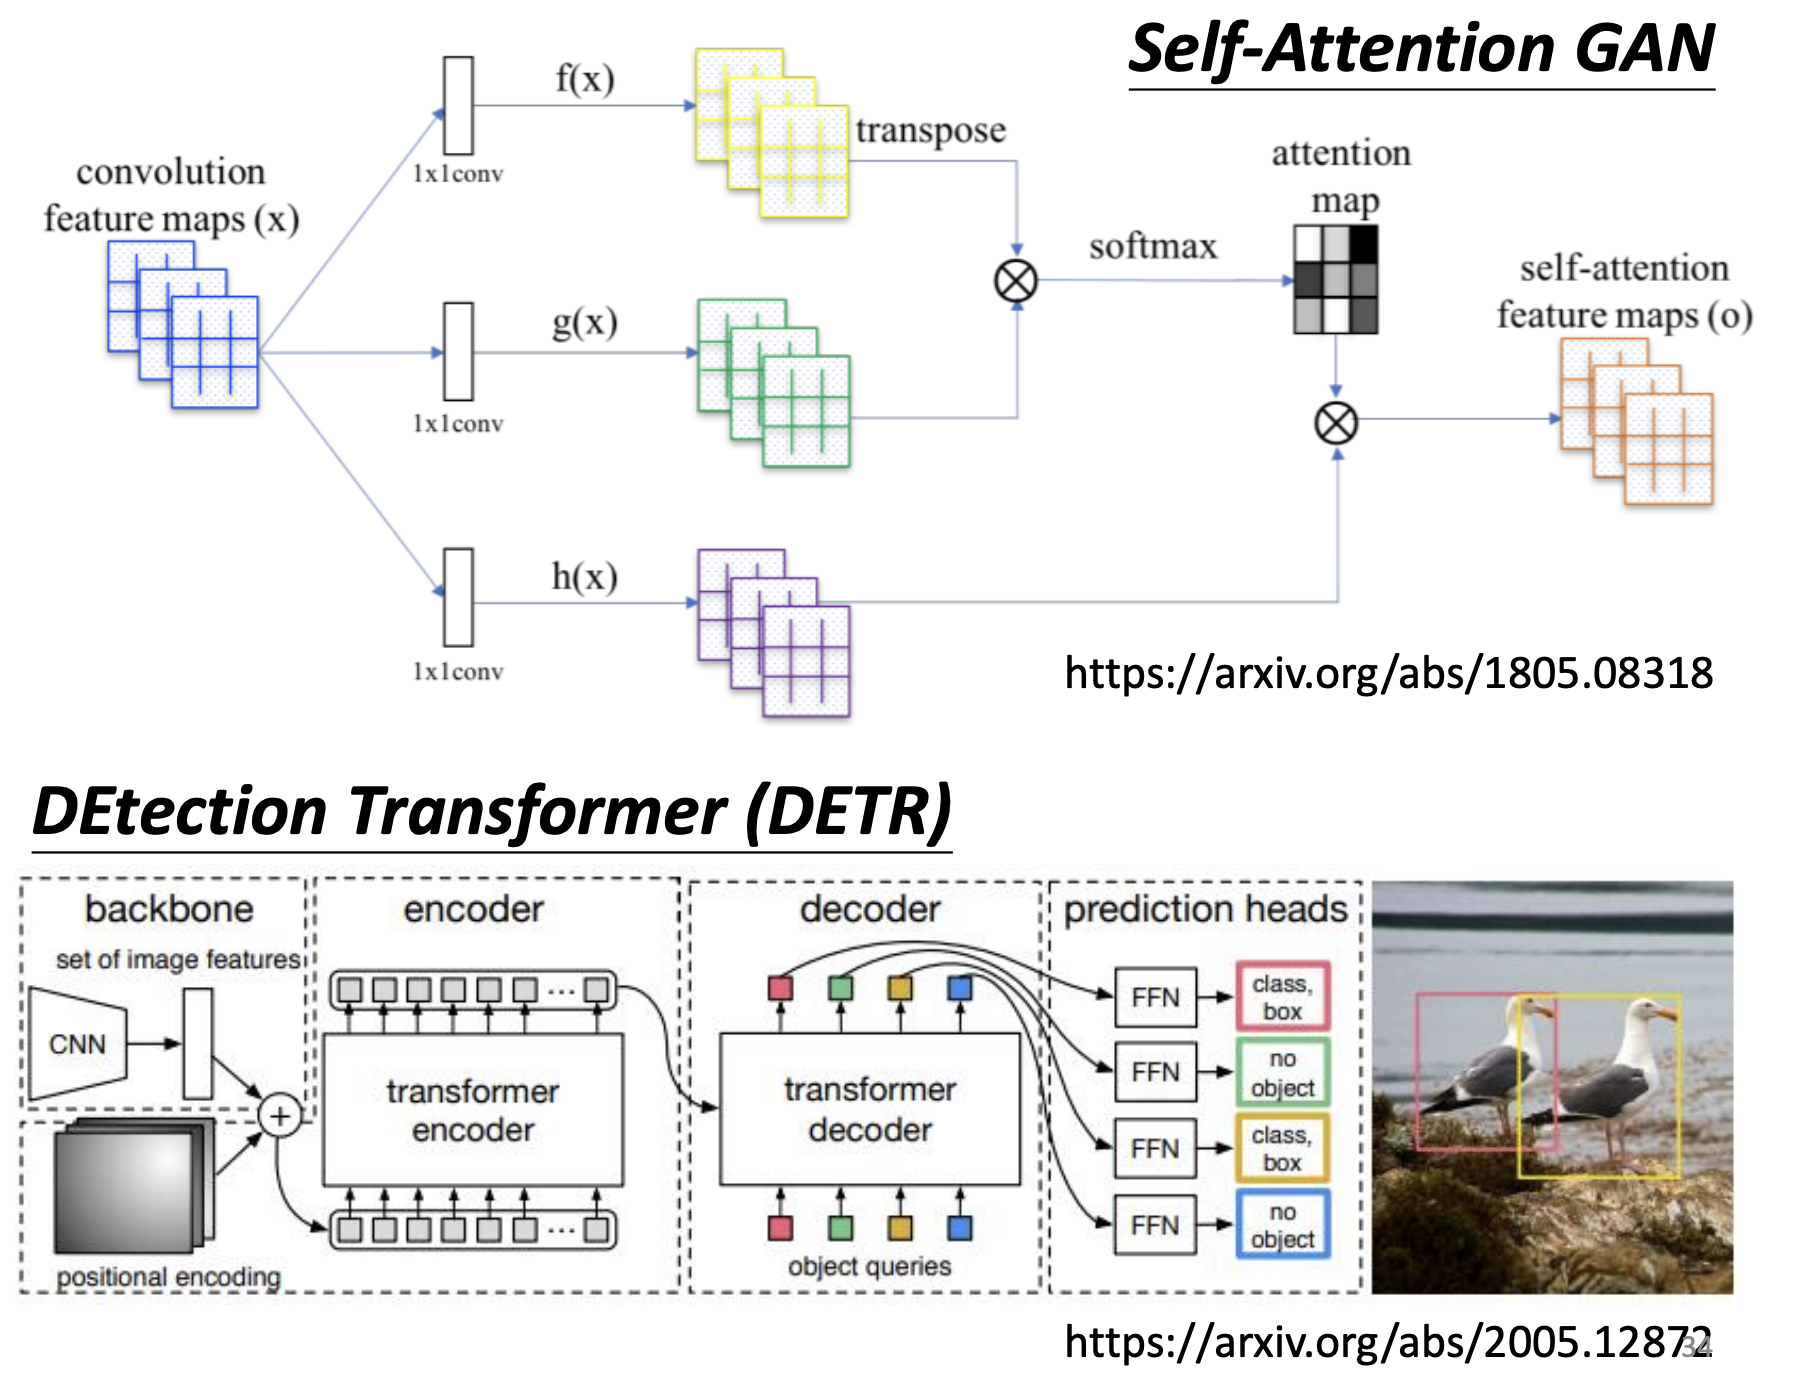 Self-Attention GAN
convolution
feature maps (x)
1x1conv
f(x)
transpose
1x1conv
g(x)
1x1conv
h(x)
softmax
attention
map
self-attention
feature maps (o)
https://arxiv.org/abs/1805.08318
DEtection Transformer (DETR)
backbone
set of image features
CNN
+
positional encoding
encoder
...
transformer
encoder
...
decoder
transformer
decoder
object queries
prediction heads
FFN
class,
box
FFN
no
object
FFN
class,
box
FFN
no
object
https://arxiv.org/abs/2005.12872
34